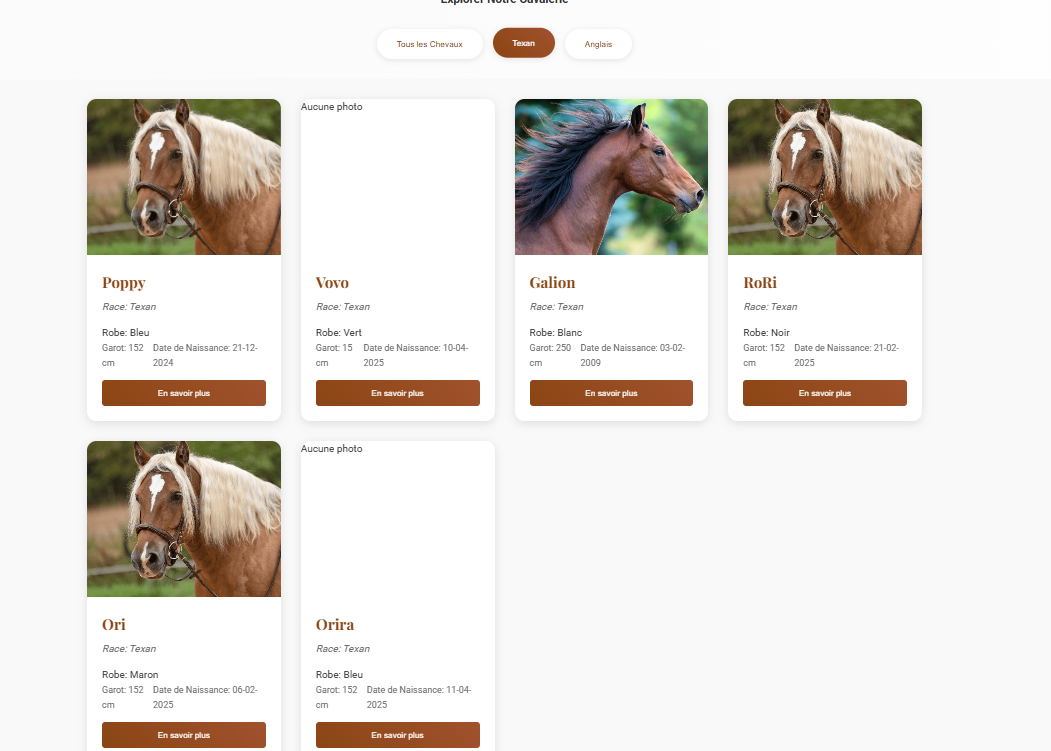 Explorer Notre Cavalerie
Tous les Chevaux
Texan
Anglais
Poppy
Race: Texan
Robe: Bleu
Garot: 152 cm
Date de Naissance: 21-12-2024
En savoir plus
Aucune photo
Vovo
Race: Texan
Robe: Vert
Garot: 15 cm
Date de Naissance: 10-04-2025
En savoir plus
Galion
Race: Texan
Robe: Blanc
Garot: 250 cm
Date de Naissance: 03-02-2009
En savoir plus
RoRi
Race: Texan
Robe: Noir
Garot: 152 cm
Date de Naissance: 21-02-2025
En savoir plus
Ori
Race: Texan
Robe: Maron
Garot: 152 cm
Date de Naissance: 06-02-2025
En savoir plus
Aucune photo
Orira
Race: Texan
Robe: Bleu
Garot: 152 cm
Date de Naissance: 11-04-2025
En savoir plus